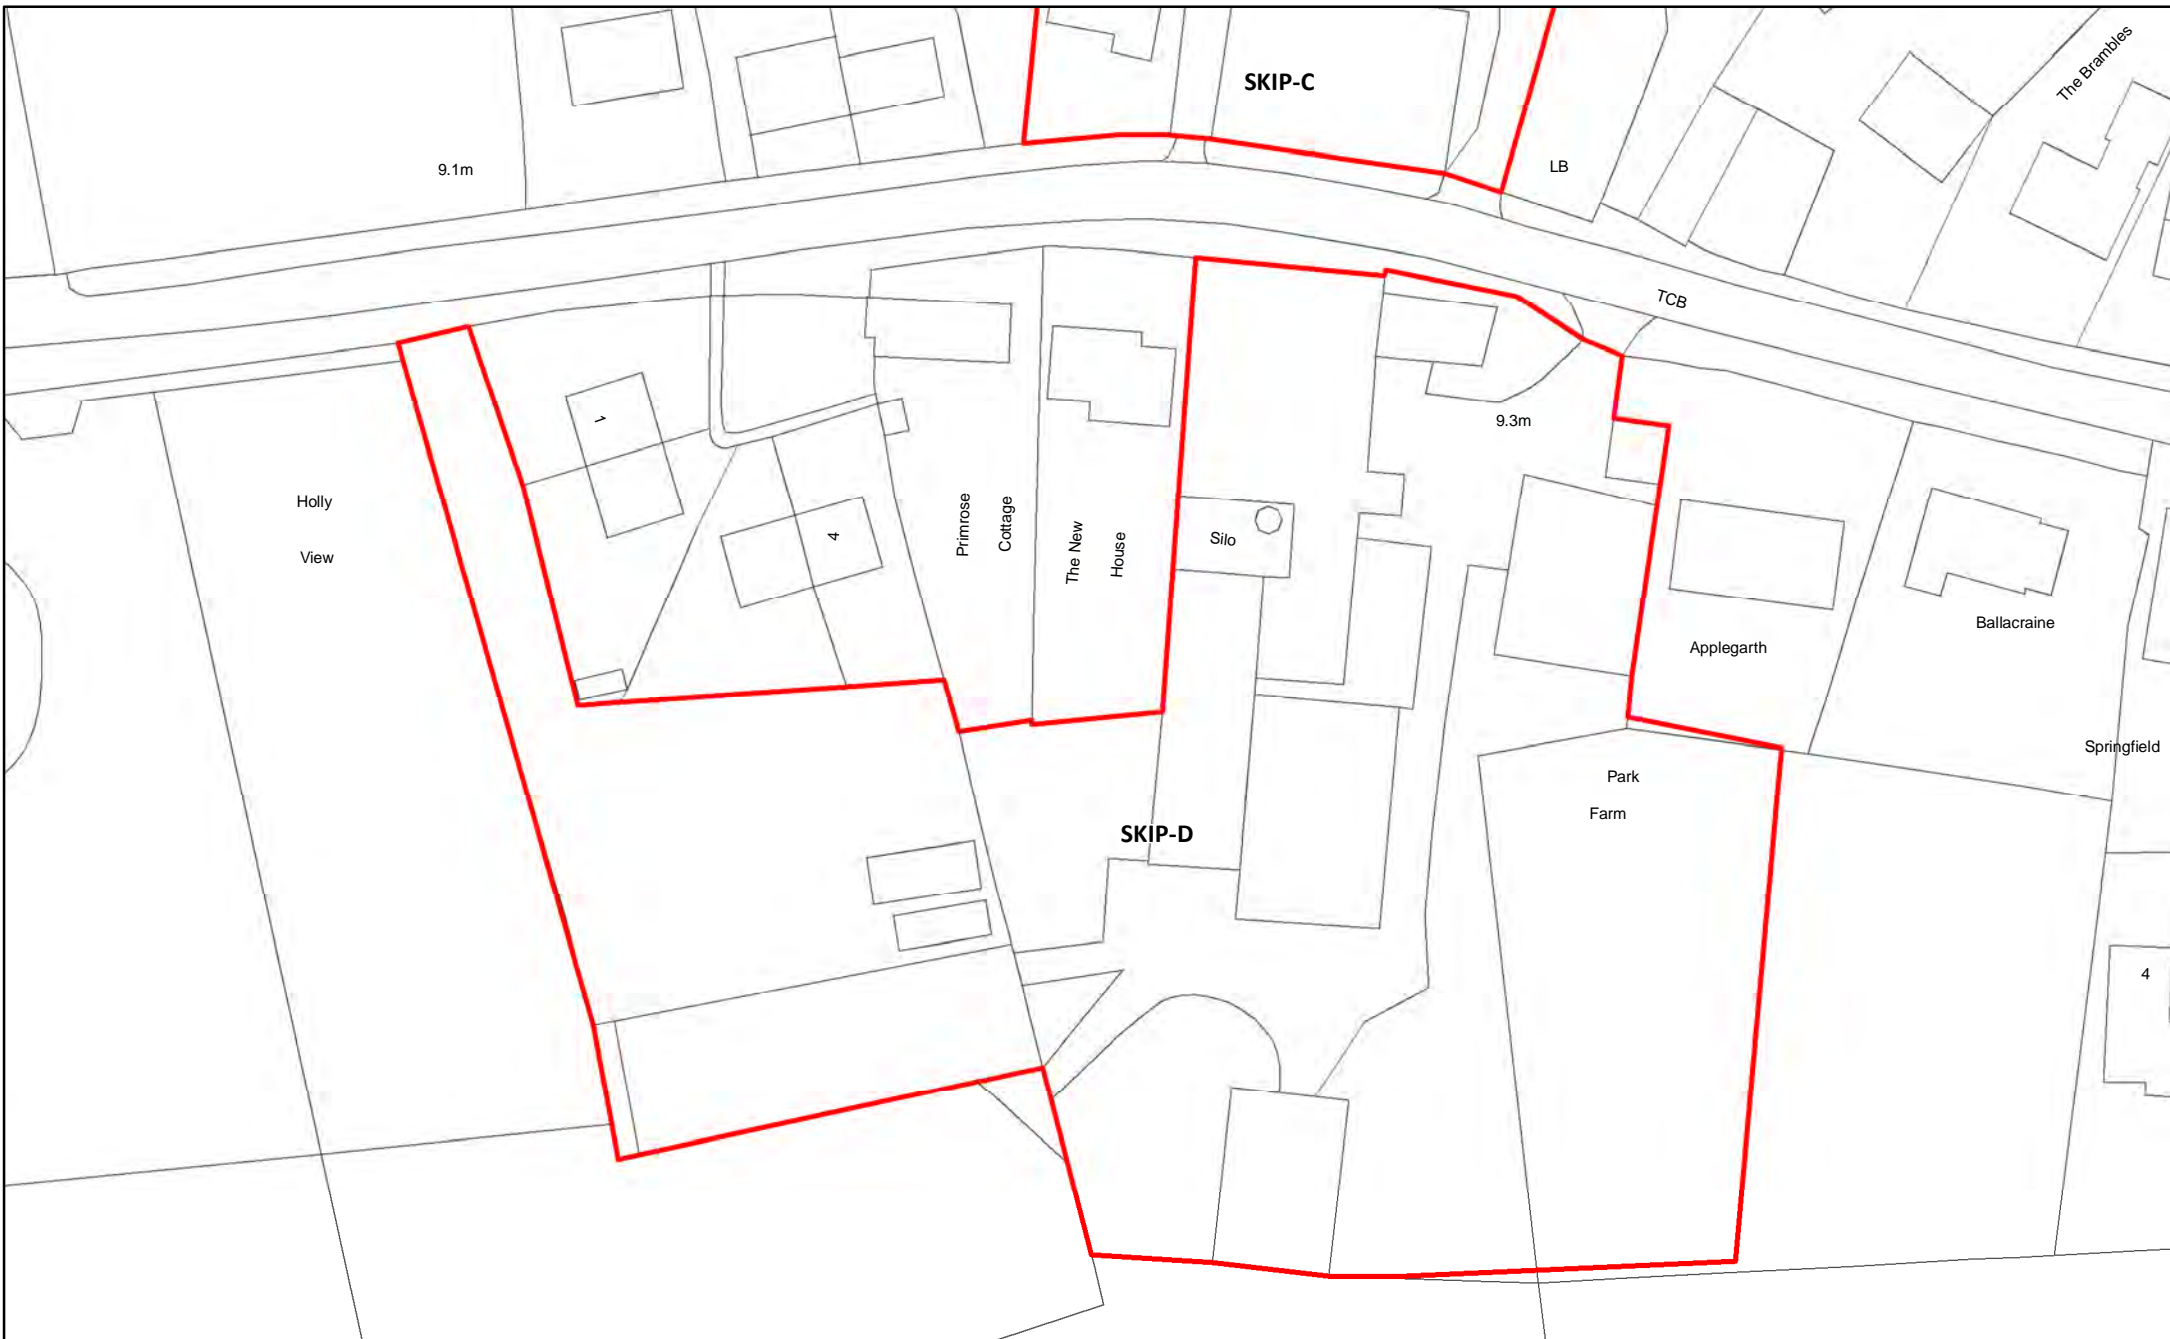 SKIP-C
The Brambles
9.1m
LB
TCB
1
9.3m
Holly
View
Primrose
Cottage
The New
House
4
Silo
Applegarth
Ballacraine
Springfield
Park
Farm
SKIP-D
4